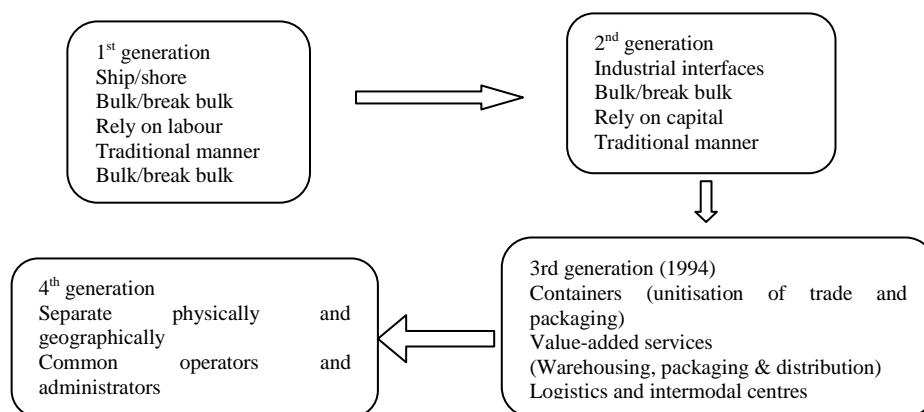 1st generation
Ship/shore
Bulk/break bulk
Rely on labour
Traditional manner
Bulk/break bulk
2nd generation
Industrial interfaces
Bulk/break bulk
Rely on capital
Traditional manner
3rd generation (1994)
Containers (unitisation of trade and
packaging)
Value-added services
(Warehousing, packaging & distribution)
Logistics and intermodal centres
4th generation
Separate physically and
geographically
Common operators and
administrators